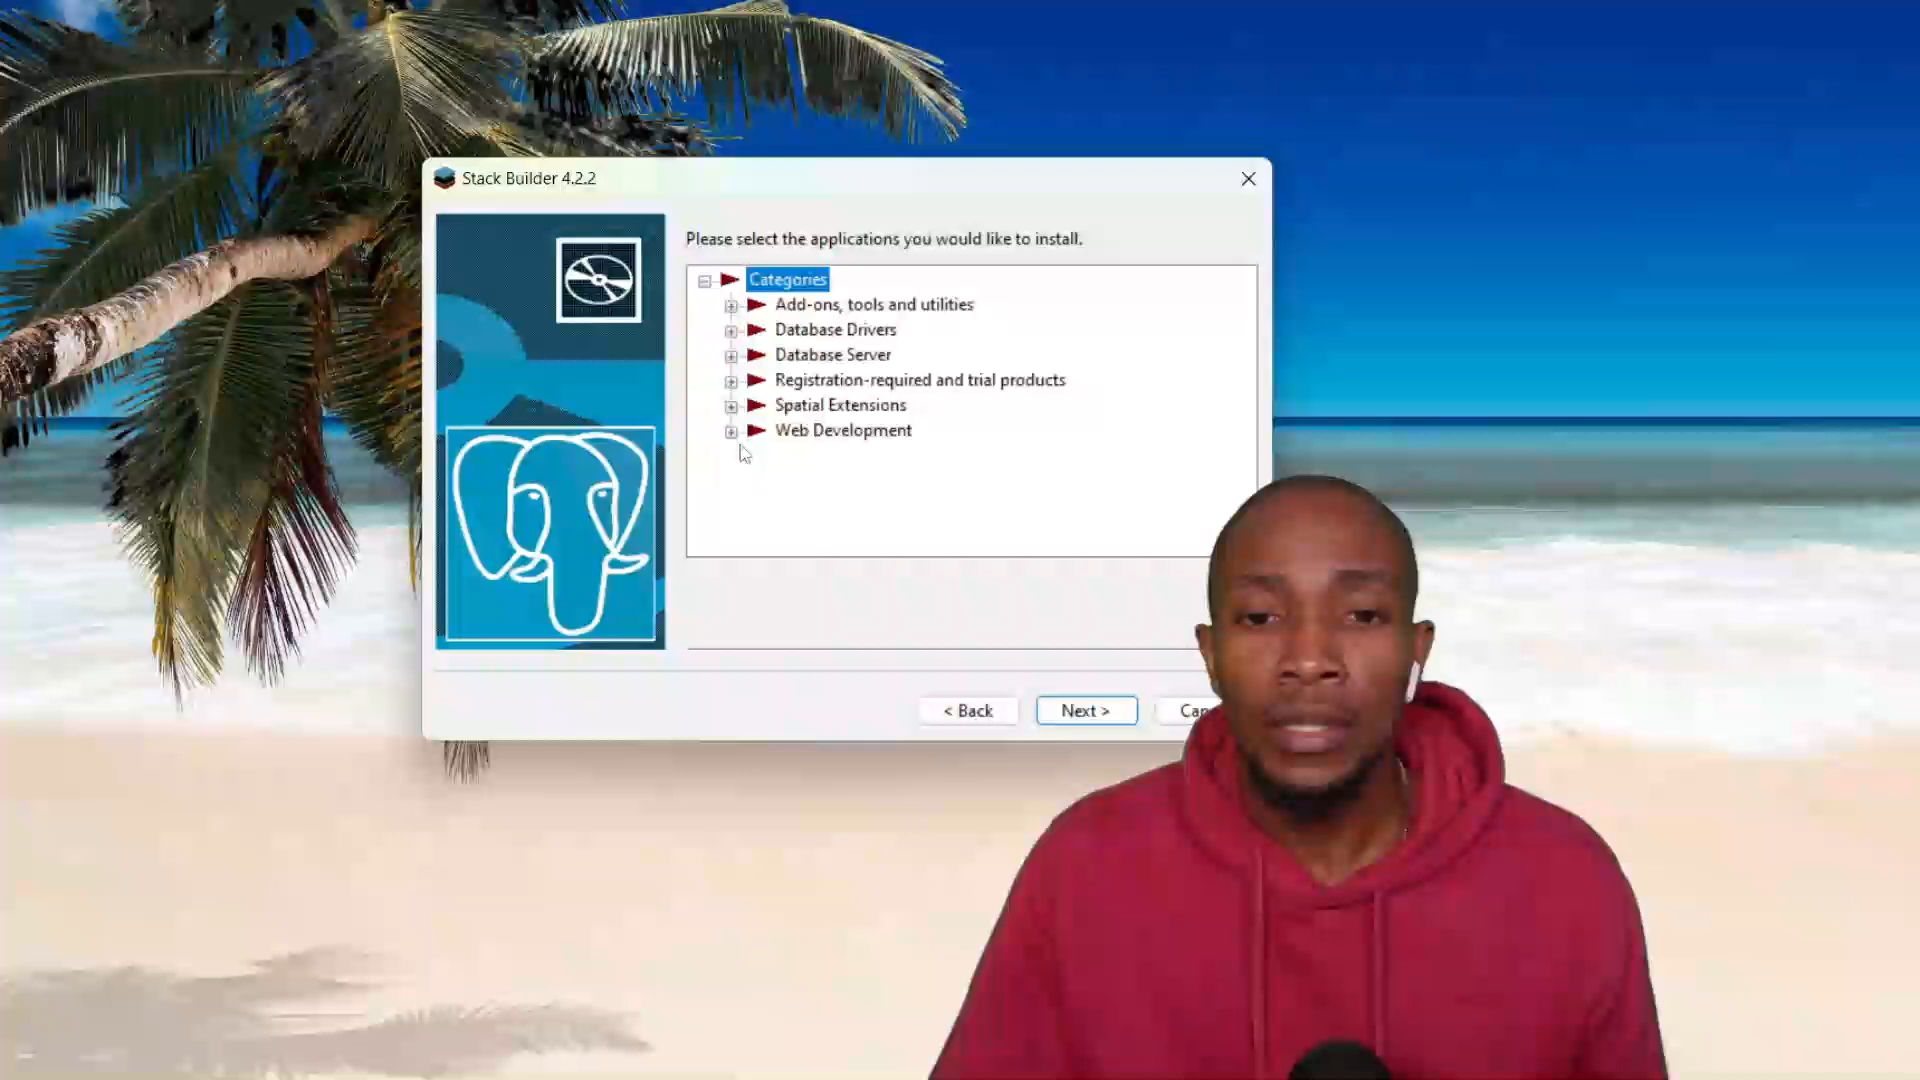 Stack Builder 4.2.2
Please select the applications you would like to install.
Categories
Add-ons, tools and utilities
Database Drivers
Database Server
Registration-required and trial products
Spatial Extensions
Web Development
< Back
Next >
Can